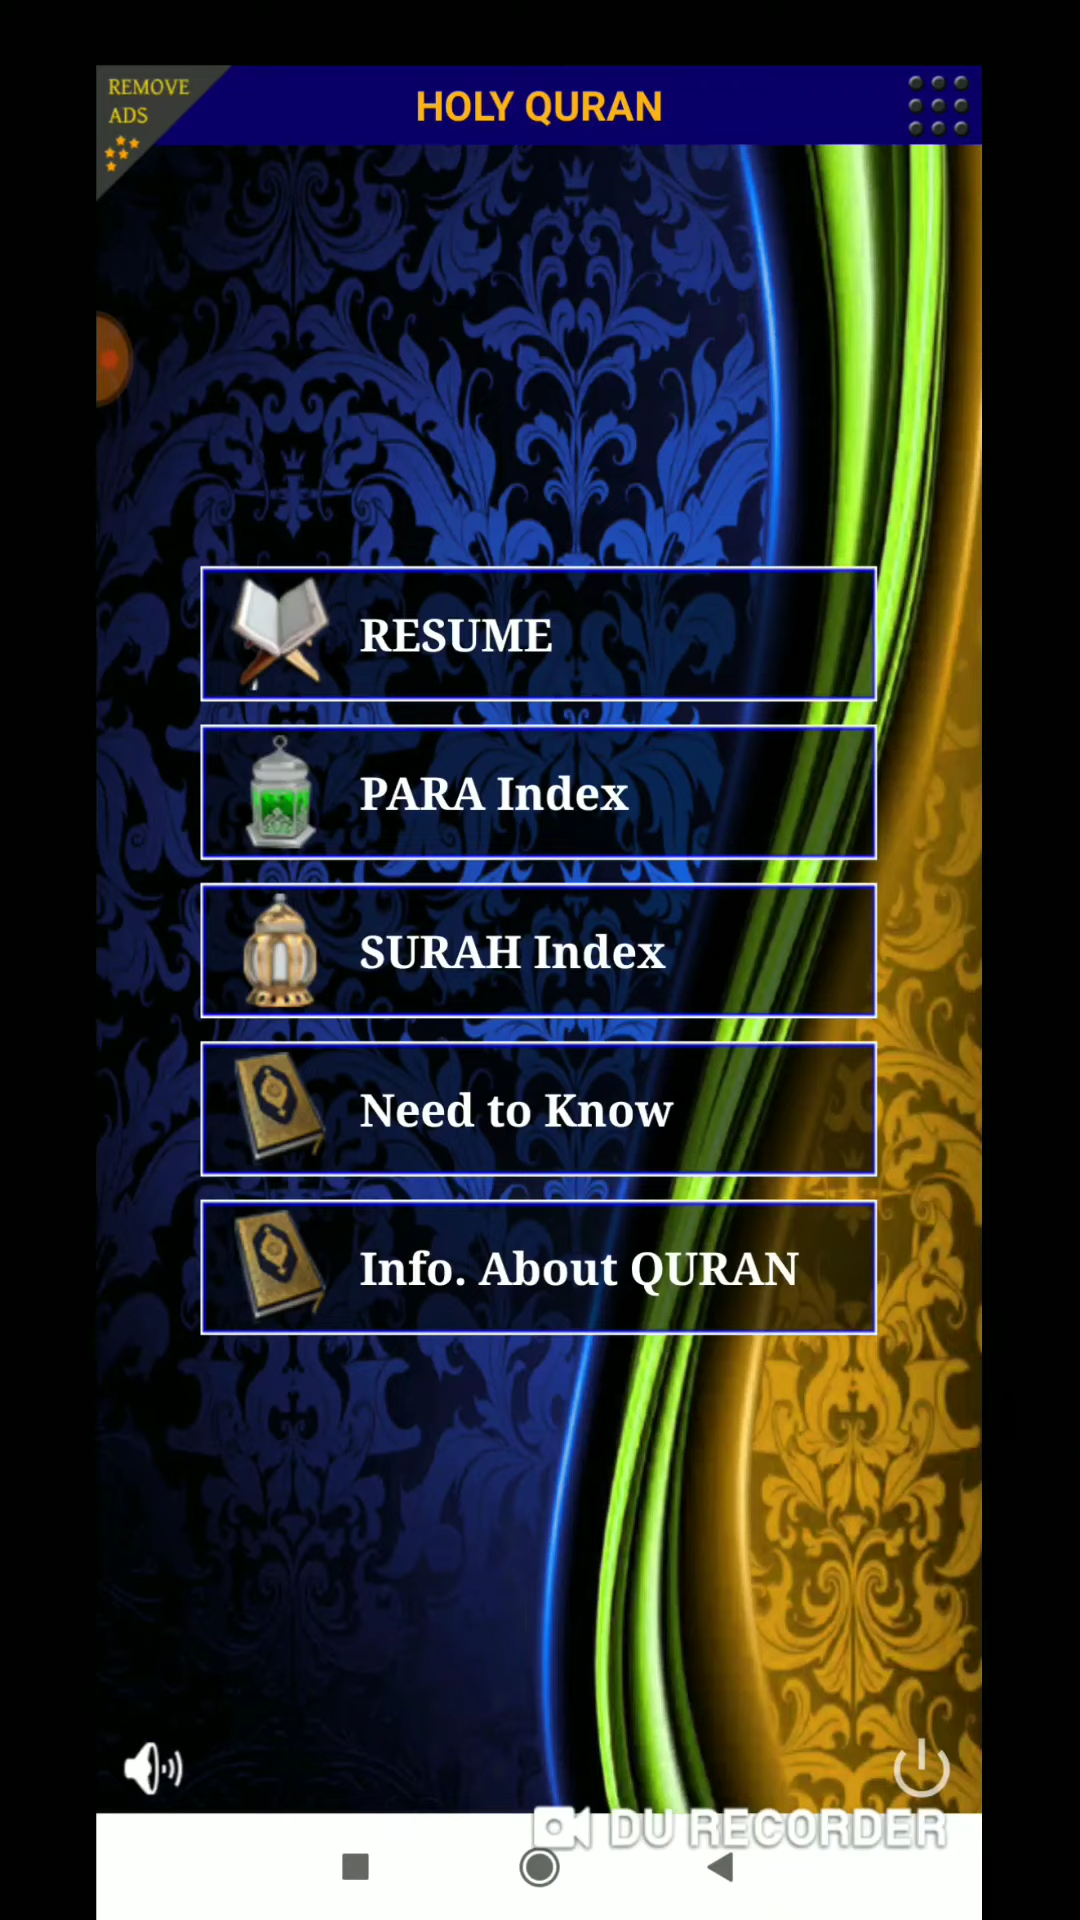 REMOVE
ADS
HOLY QURAN
RESUME
PARA Index
SURAH Index
Need to Know
Info. About QURAN
DU RECORDER